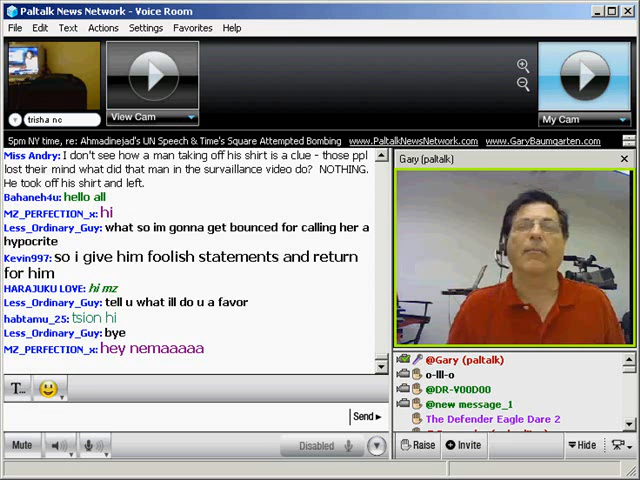 Paltalk News Network - Voice Room
File Edit Text Actions Settings Favorites Help
trisha nc
View Cam
My Cam
5pm NY time, re: Ahmadinejad's UN Speech & Time's Square Attempted Bombing www.PaltalkNewsNetwork.com www.GaryBaumgarten.com
Miss Andry: I don't see how a man taking off his shirt is a clue - those ppl
lost their mind what did that man in the survaillance video do? NOTHING.
He took off his shirt and left.
Bahaneh4u: hello all
MZ_PERFECTION_x: hi
Less_Ordinary_Guy: what so im gonna get bounced for calling her a
hypocrite
Kevin997: so i give him foolish statements and return
for him
HARAJUKU LOVE: hi mz
Less_Ordinary_Guy: tell u what ill do u a favor
habtamu_25: tsion hi
Less_Ordinary_Guy: bye
MZ_PERFECTION_x: hey nemaaaaa
Gary (paltalk)
@Gary (paltalk)
o-III-o
@DR-V00D00
@new message_1
The Defender Eagle Dare 2
T...
Send
Mute
Disabled
Raise
Invite
Hide